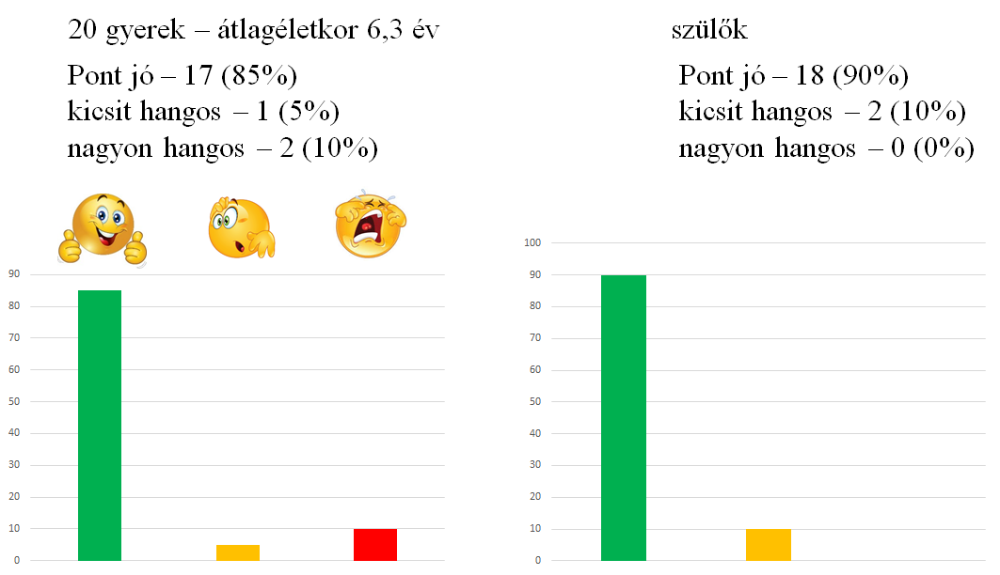 20 gyerek – átlagéletkor 6,3 év
Pont jó – 17 (85%)
kicsit hangos – 1 (5%)
nagyon hangos – 2 (10%)
90
80
70
60
50
40
30
20
10
0
szülők
Pont jó – 18 (90%)
kicsit hangos – 2 (10%)
nagyon hangos – 0 (0%)
100
90
80
70
60
50
40
30
20
10
0